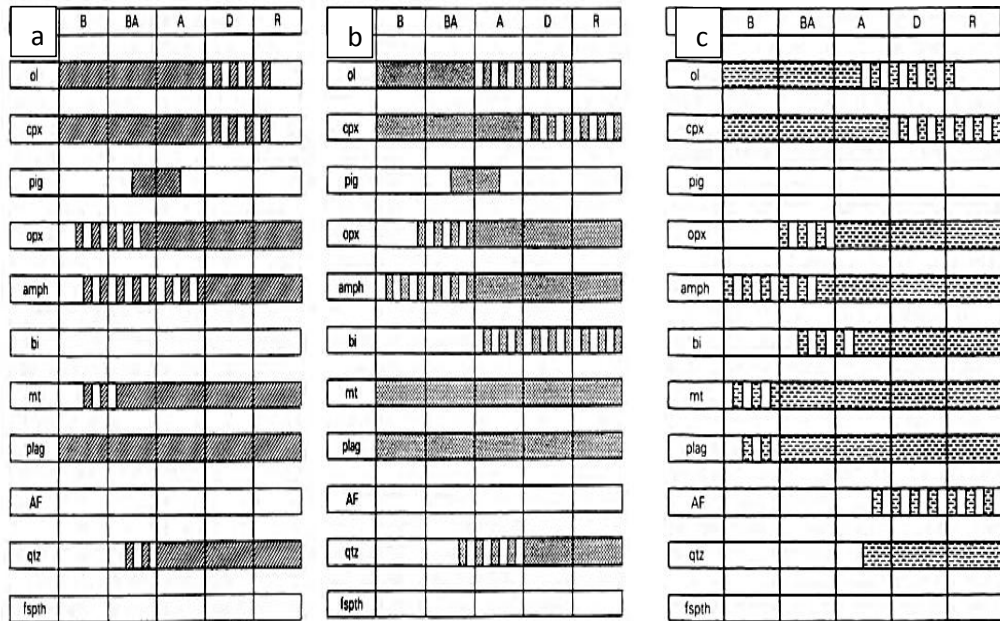 a B BA A D R b B BA A D R c B BA A D R
ol ol ol
cpx cpx cpx
pig pig pig
opx opx opx
amph amph amph
bi bi bi
mt mt mt
plag plag plag
AF AF AF
qtz qtz qtz
fspth fspth fspth